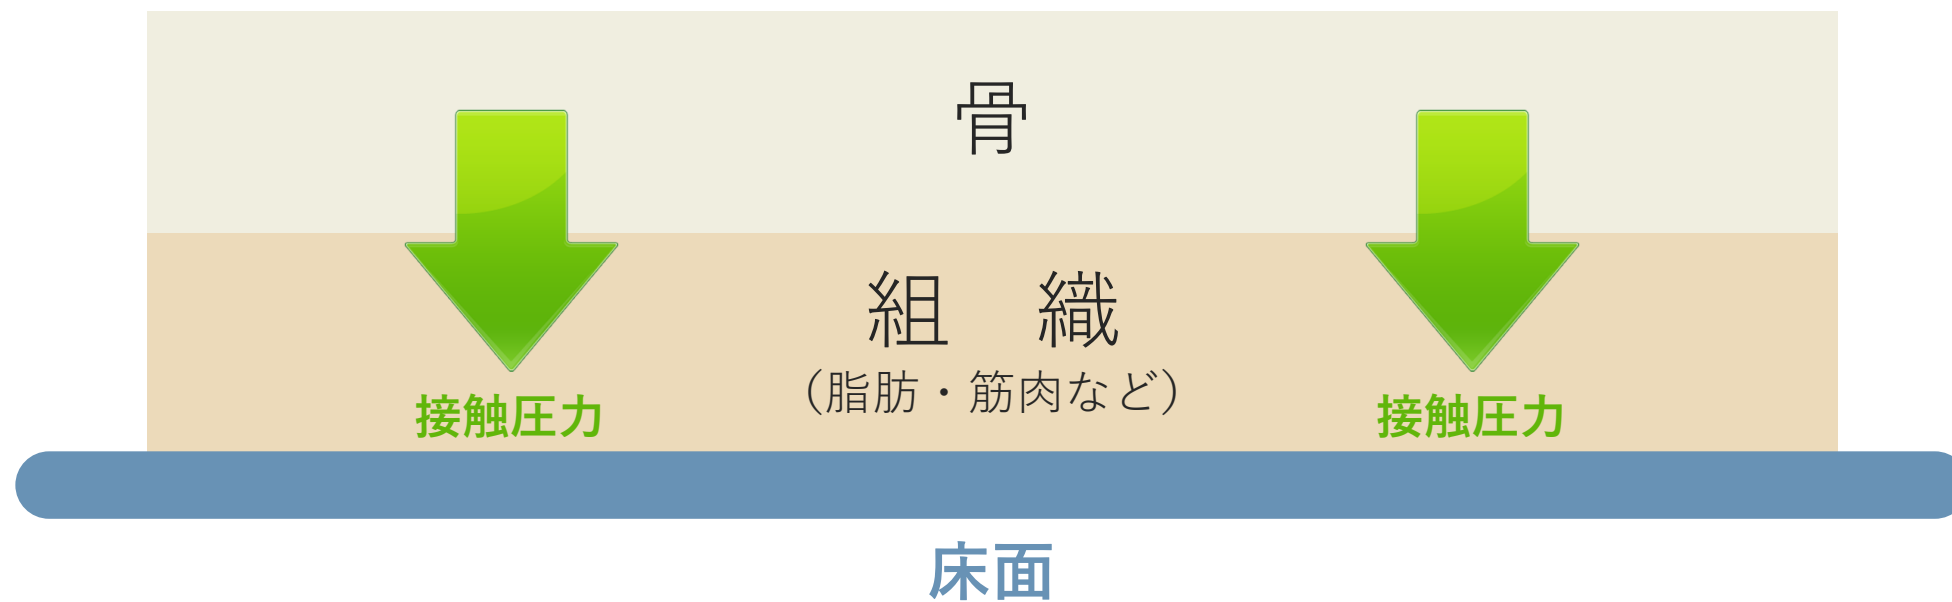 骨
組　織
（脂肪・筋肉など）
接触圧力
接触圧力
床面